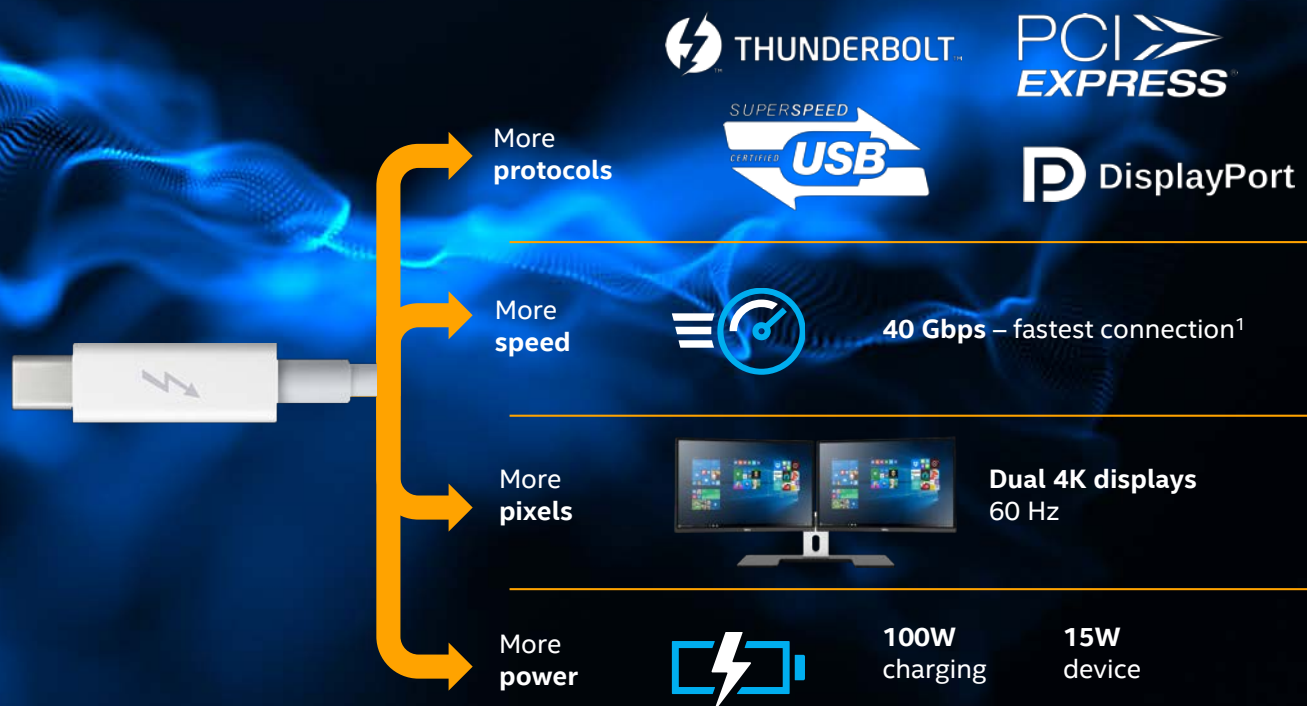 THUNDERBOLT™
PCI
EXPRESS®
SUPERSPEED
CERTIFIED USB
DisplayPort
More
protocols
More
speed
40 Gbps – fastest connection¹
More
pixels
Dual 4K displays
60 Hz
More
power
100W
charging
15W
device